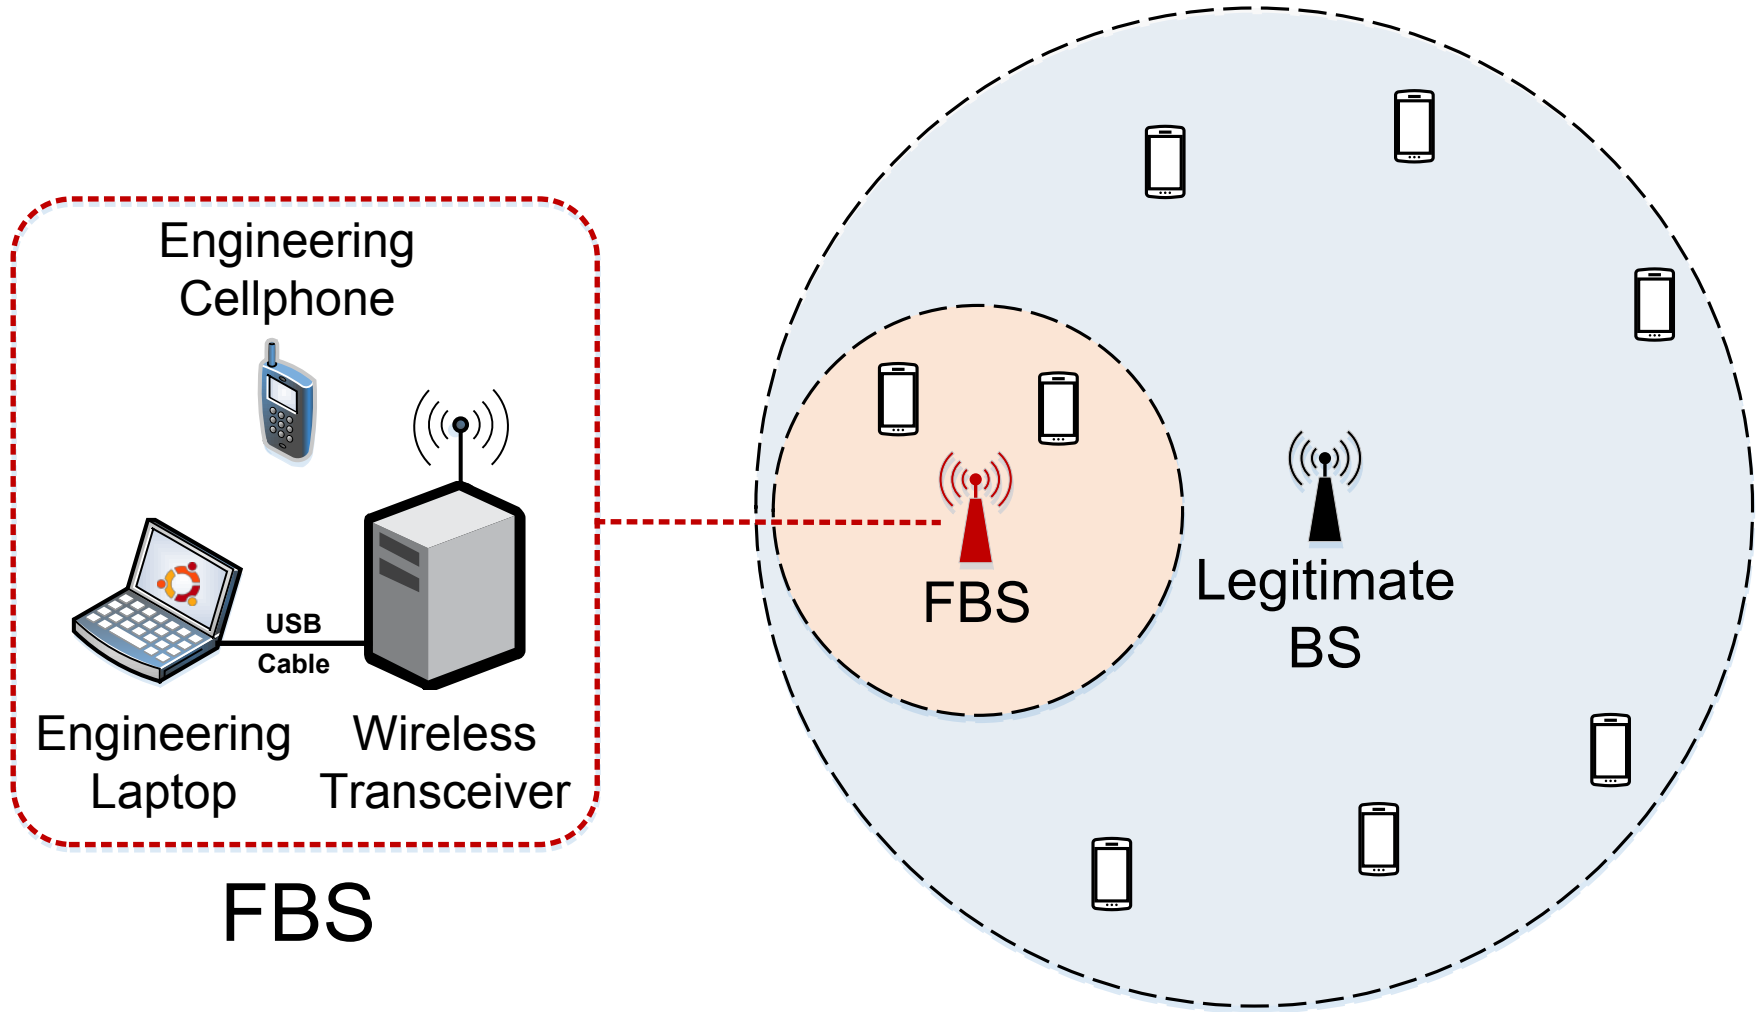 Engineering
Cellphone
USB
Cable
Engineering
Laptop
Wireless
Transceiver
FBS
FBS
Legitimate
BS